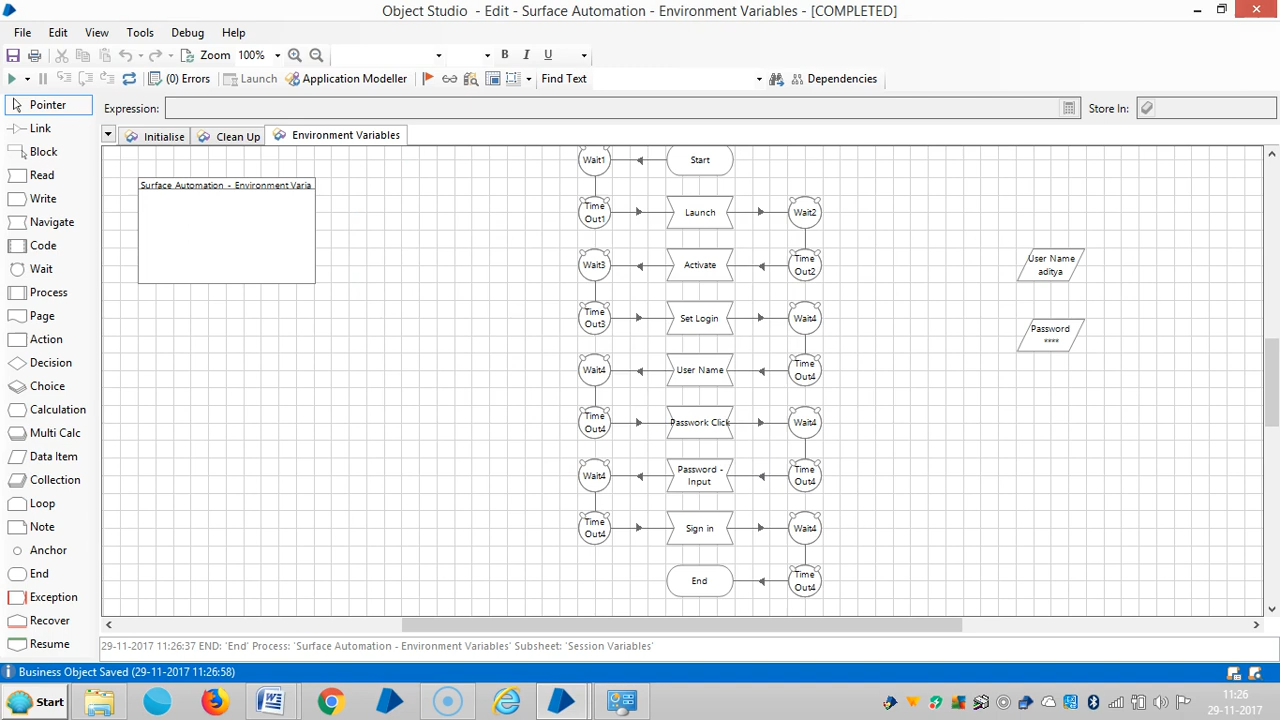 Object Studio - Edit - Surface Automation - Environment Variables - [COMPLETED]
File Edit View Tools Debug Help
Zoom 100% B I U
(0) Errors Launch Application Modeller Find Text Dependencies
Pointer Expression: Store In:
Link Initialise Clean Up Environment Variables
Block
Read
Write
Navigate
Code
Wait
Process
Page
Action
Decision
Choice
Calculation
Multi Calc
Data Item
Collection
Loop
Note
Anchor
End
Exception
Recover
Resume
Surface Automation - Environment Varia
Wait1 Start
Time Out1 Launch Wait2
Wait3 Activate Time Out2
Time Out3 Set Login Wait4
Wait4 User Name Time Out4
Time Out4 Passwork Click Wait4
Wait4 Password - Input Time Out4
Time Out4 Sign in Wait4
End Time Out4
User Name
aditya
Password
****
29-11-2017 11:26:37 END: 'End' Process: 'Surface Automation - Environment Variables' Subsheet: 'Session Variables'
Business Object Saved (29-11-2017 11:26:58)
Start
11:26
29-11-2017